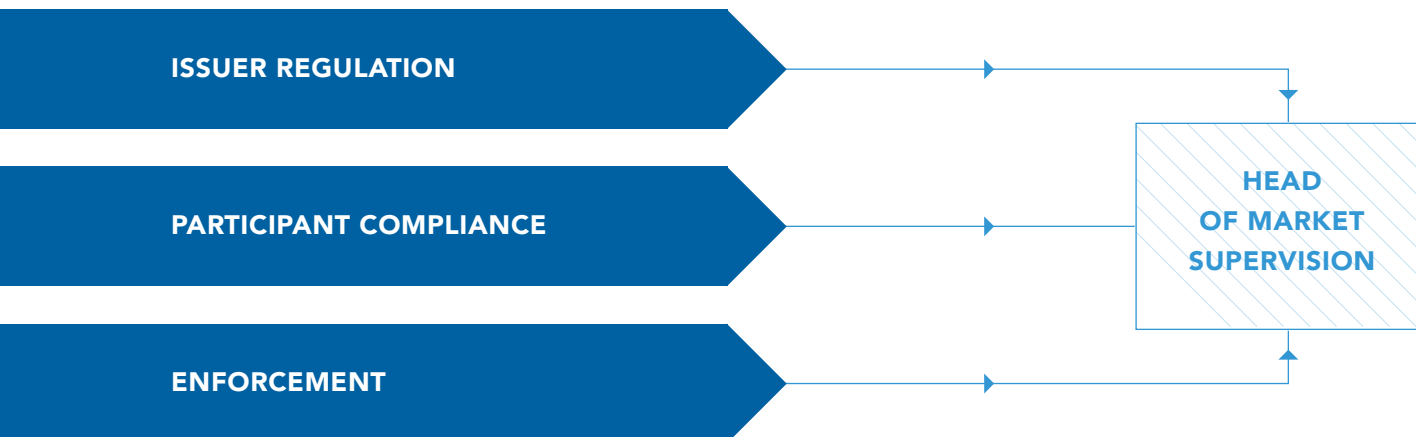 ISSUER REGULATION
PARTICIPANT COMPLIANCE
HEAD
OF MARKET
SUPERVISION
ENFORCEMENT